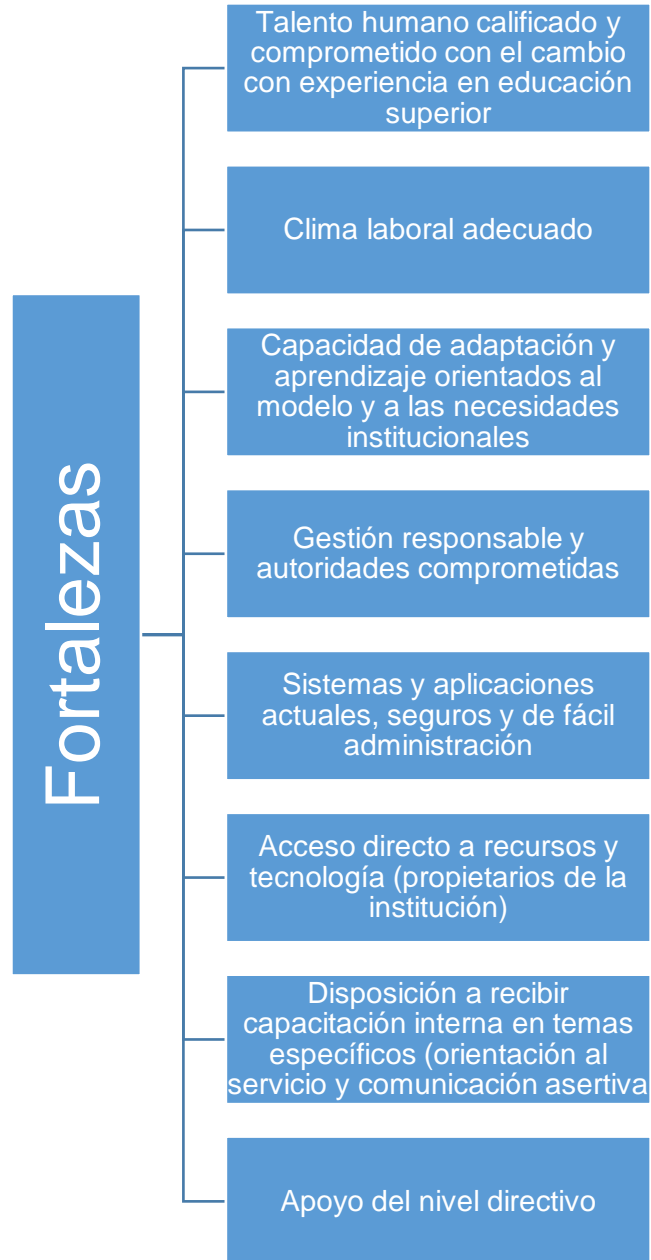 Fortalezas
Talento humano calificado y
comprometido con el cambio
con experiencia en educación
superior
Clima laboral adecuado
Capacidad de adaptación y
aprendizaje orientados al
modelo y a las necesidades
institucionales
Gestión responsable y
autoridades comprometidas
Sistemas y aplicaciones
actuales, seguros y de fácil
administración
Acceso directo a recursos y
tecnología (propietarios de la
institución)
Disposición a recibir
capacitación interna en temas
específicos (orientación al
servicio y comunicación asertiva
Apoyo del nivel directivo